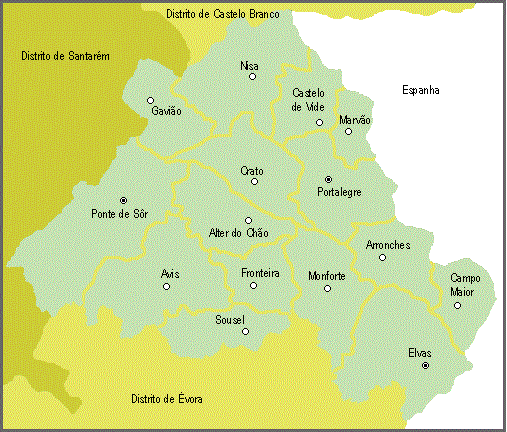 Distrito de Castelo Branco
Distrito de Santarém
Nisa
Espanha
Castelo
de Vide
Gavião
Marvão
Crato
Portalegre
Ponte de Sôr
Alter do Chão
Arronches
Avis
Fronteira
Monforte
Campo
Maior
Sousel
Elvas
Distrito de Évora